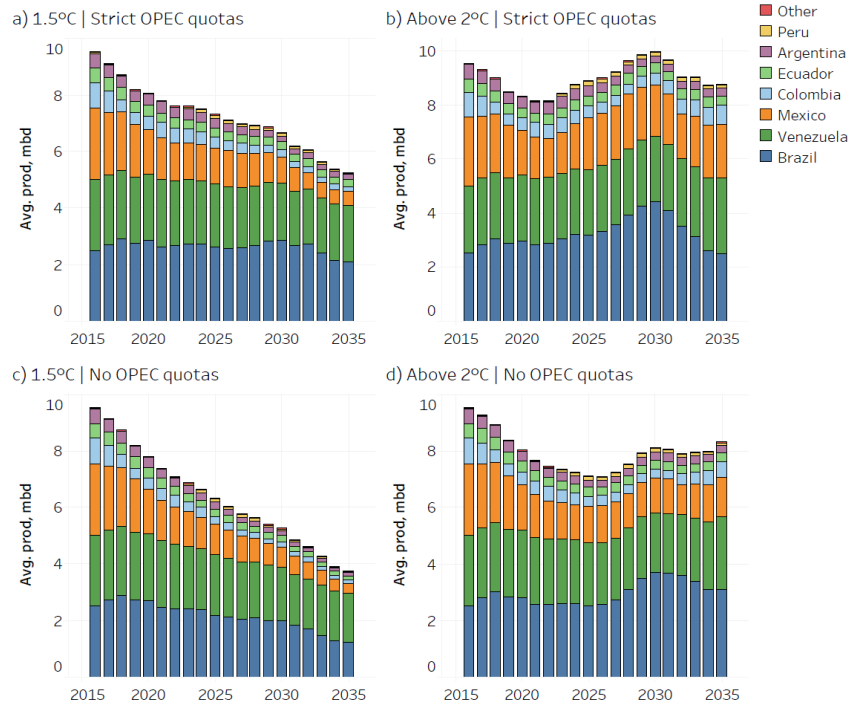 a) 1.5ºC | Strict OPEC quotas
b) Above 2ºC | Strict OPEC quotas
Other
Peru
Argentina
Ecuador
Colombia
Mexico
Venezuela
Brazil
Avg. prod, mbd
10
8
6
4
2
0
2015
2020
2025
2030
2035
Avg. prod, mbd
10
8
6
4
2
0
2015
2020
2025
2030
2035
c) 1.5ºC | No OPEC quotas
d) Above 2ºC | No OPEC quotas
Avg. prod, mbd
10
8
6
4
2
0
2015
2020
2025
2030
2035
Avg. prod, mbd
10
8
6
4
2
0
2015
2020
2025
2030
2035